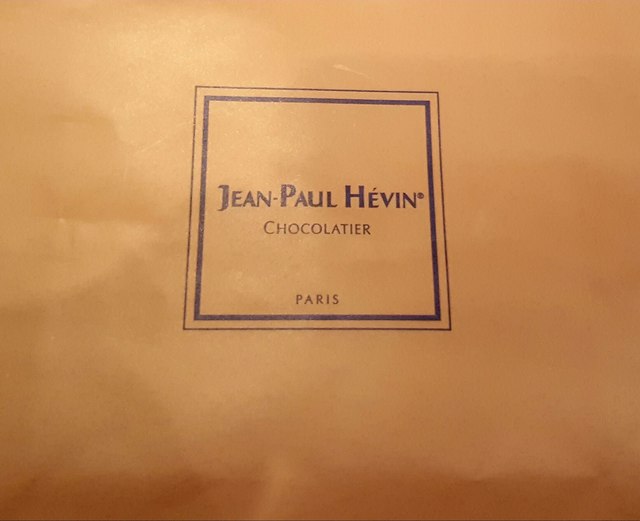 Jean-Paul Hévin®
Chocolatier
PARIS